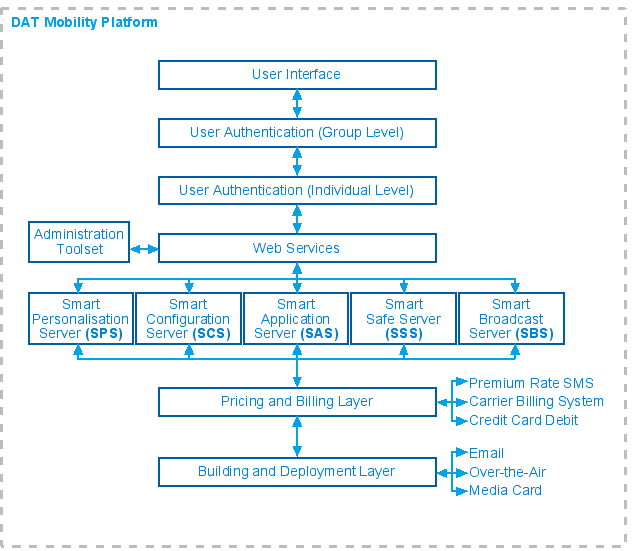 DAT Mobility Platform
User Interface
User Authentication (Group Level)
User Authentication (Individual Level)
Administration
Toolset
Web Services
Smart
Personalisation
Server (SPS)
Smart
Configuration
Server (SCS)
Smart
Application
Server (SAS)
Smart
Safe Server
(SSS)
Smart
Broadcast
Server (SBS)
Pricing and Billing Layer
Premium Rate SMS
Carrier Billing System
Credit Card Debit
Building and Deployment Layer
Email
Over-the-Air
Media Card